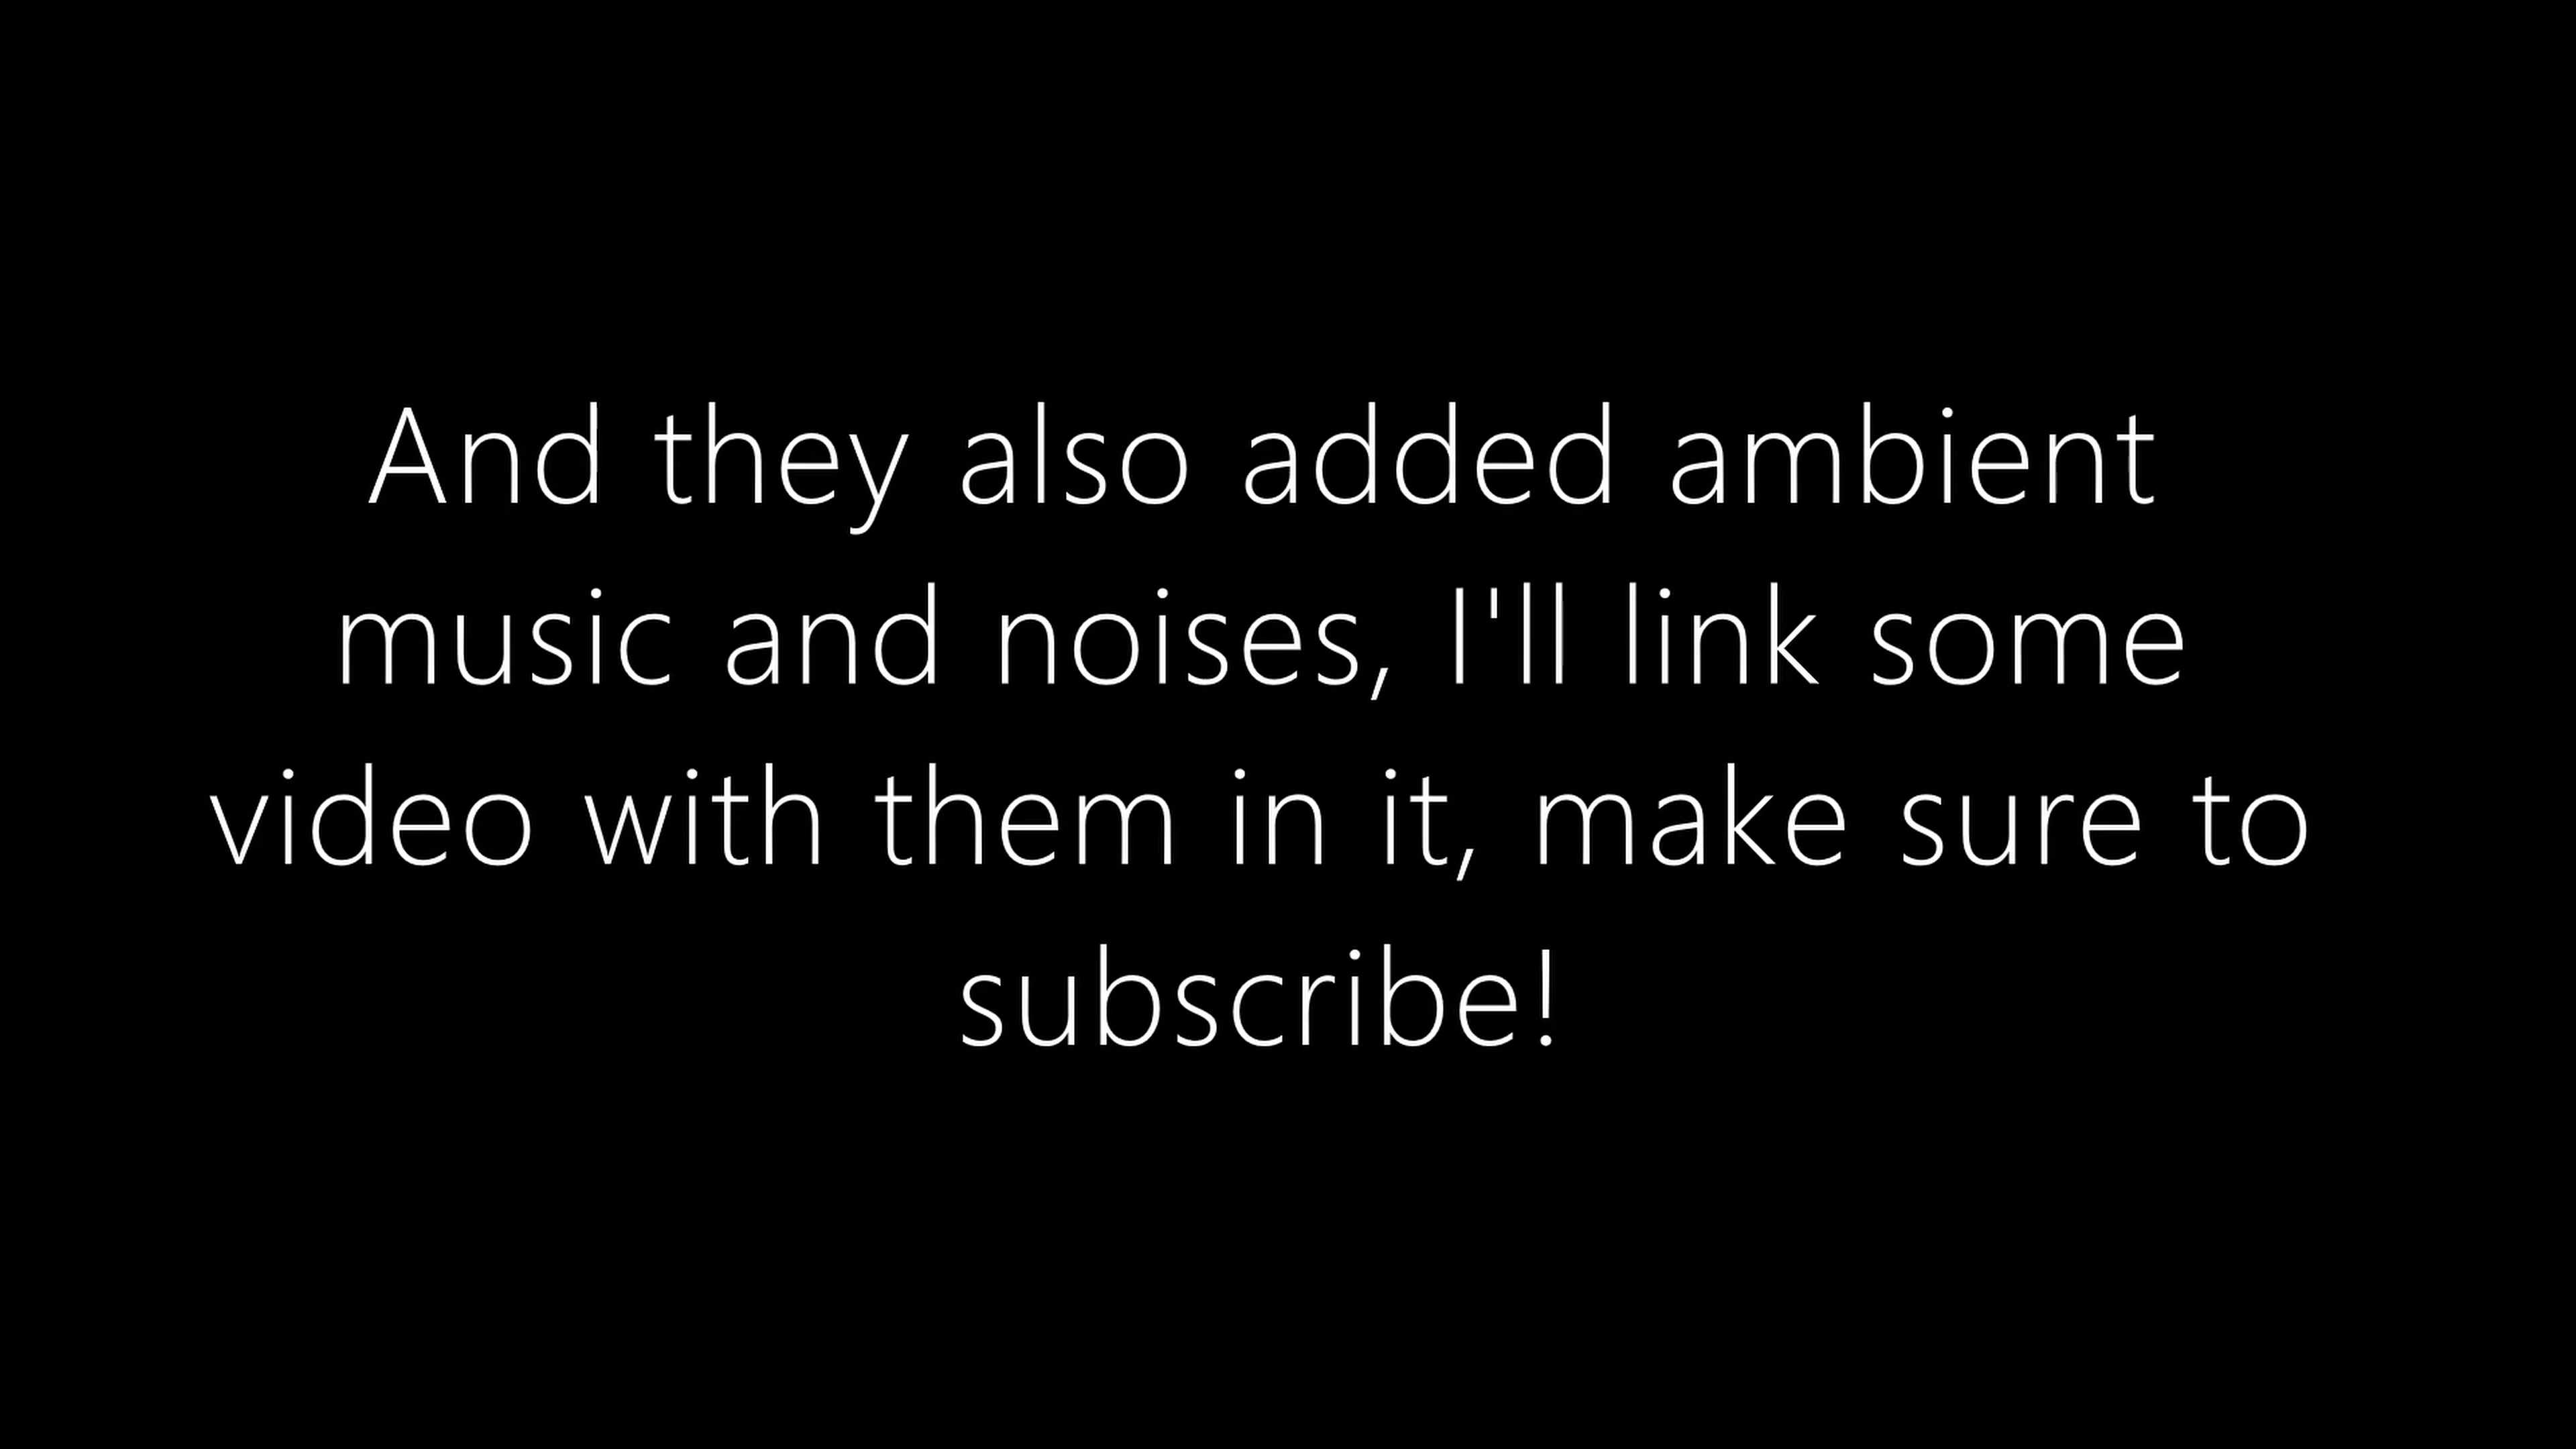 And they also added ambient
music and noises, I'll link some
video with them in it, make sure to
subscribe!